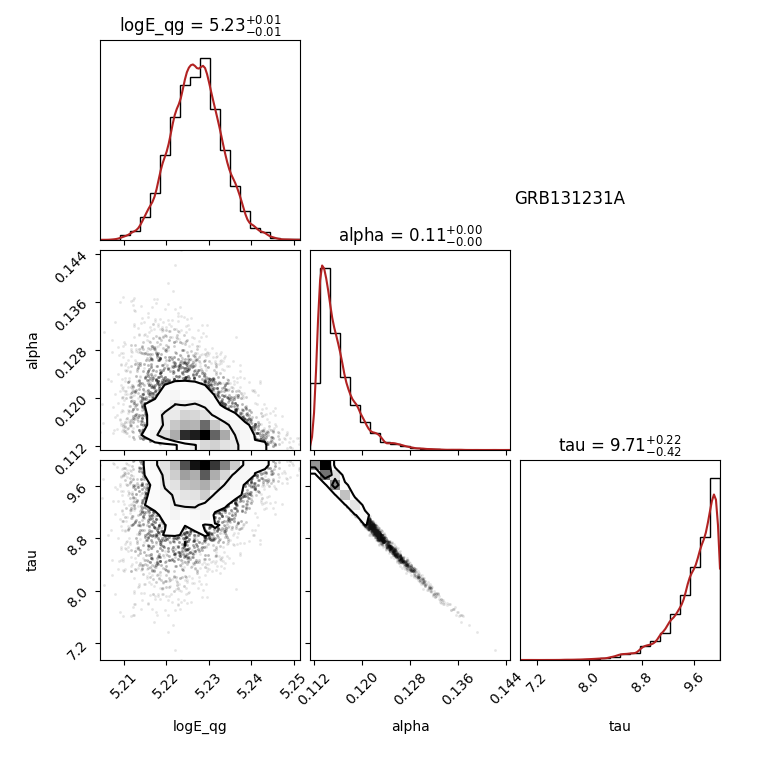 logE_qg = 5.23+0.01 −0.01
GRB131231A
alpha = 0.11+0.00 −0.00
0.144
0.136
0.128
0.120
0.112
alpha
tau = 9.71+0.22 −0.42
9.6
8.8
8.0
7.2
tau
5.21 5.22 5.23 5.24 5.25
0.112 0.120 0.128 0.136 0.144
7.2 8.0 8.8 9.6
logE_qg alpha tau